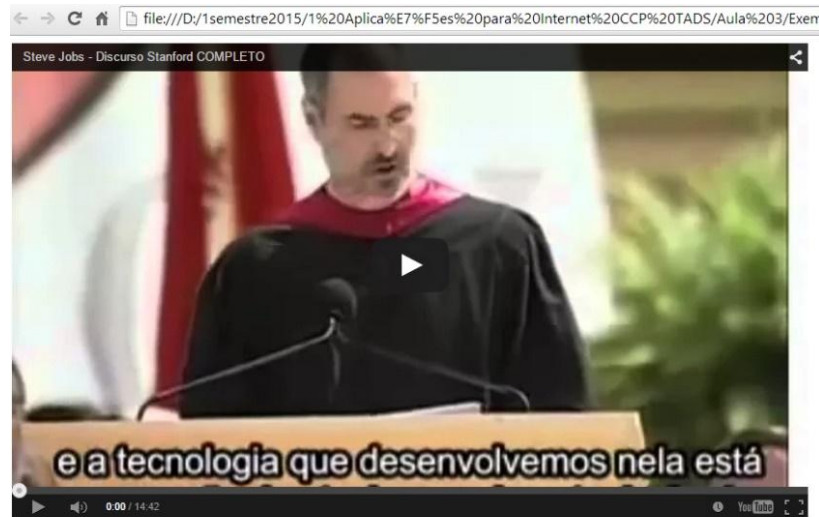 file:///D:/1semestre2015/1%20Aplica%E7%F5es%20para%20Internet%20CCP%20TADS/Aula%203/Exem
Steve Jobs - Discurso Stanford COMPLETO
e a tecnologia que desenvolvemos nela está
0:00 / 14:42
YouTube